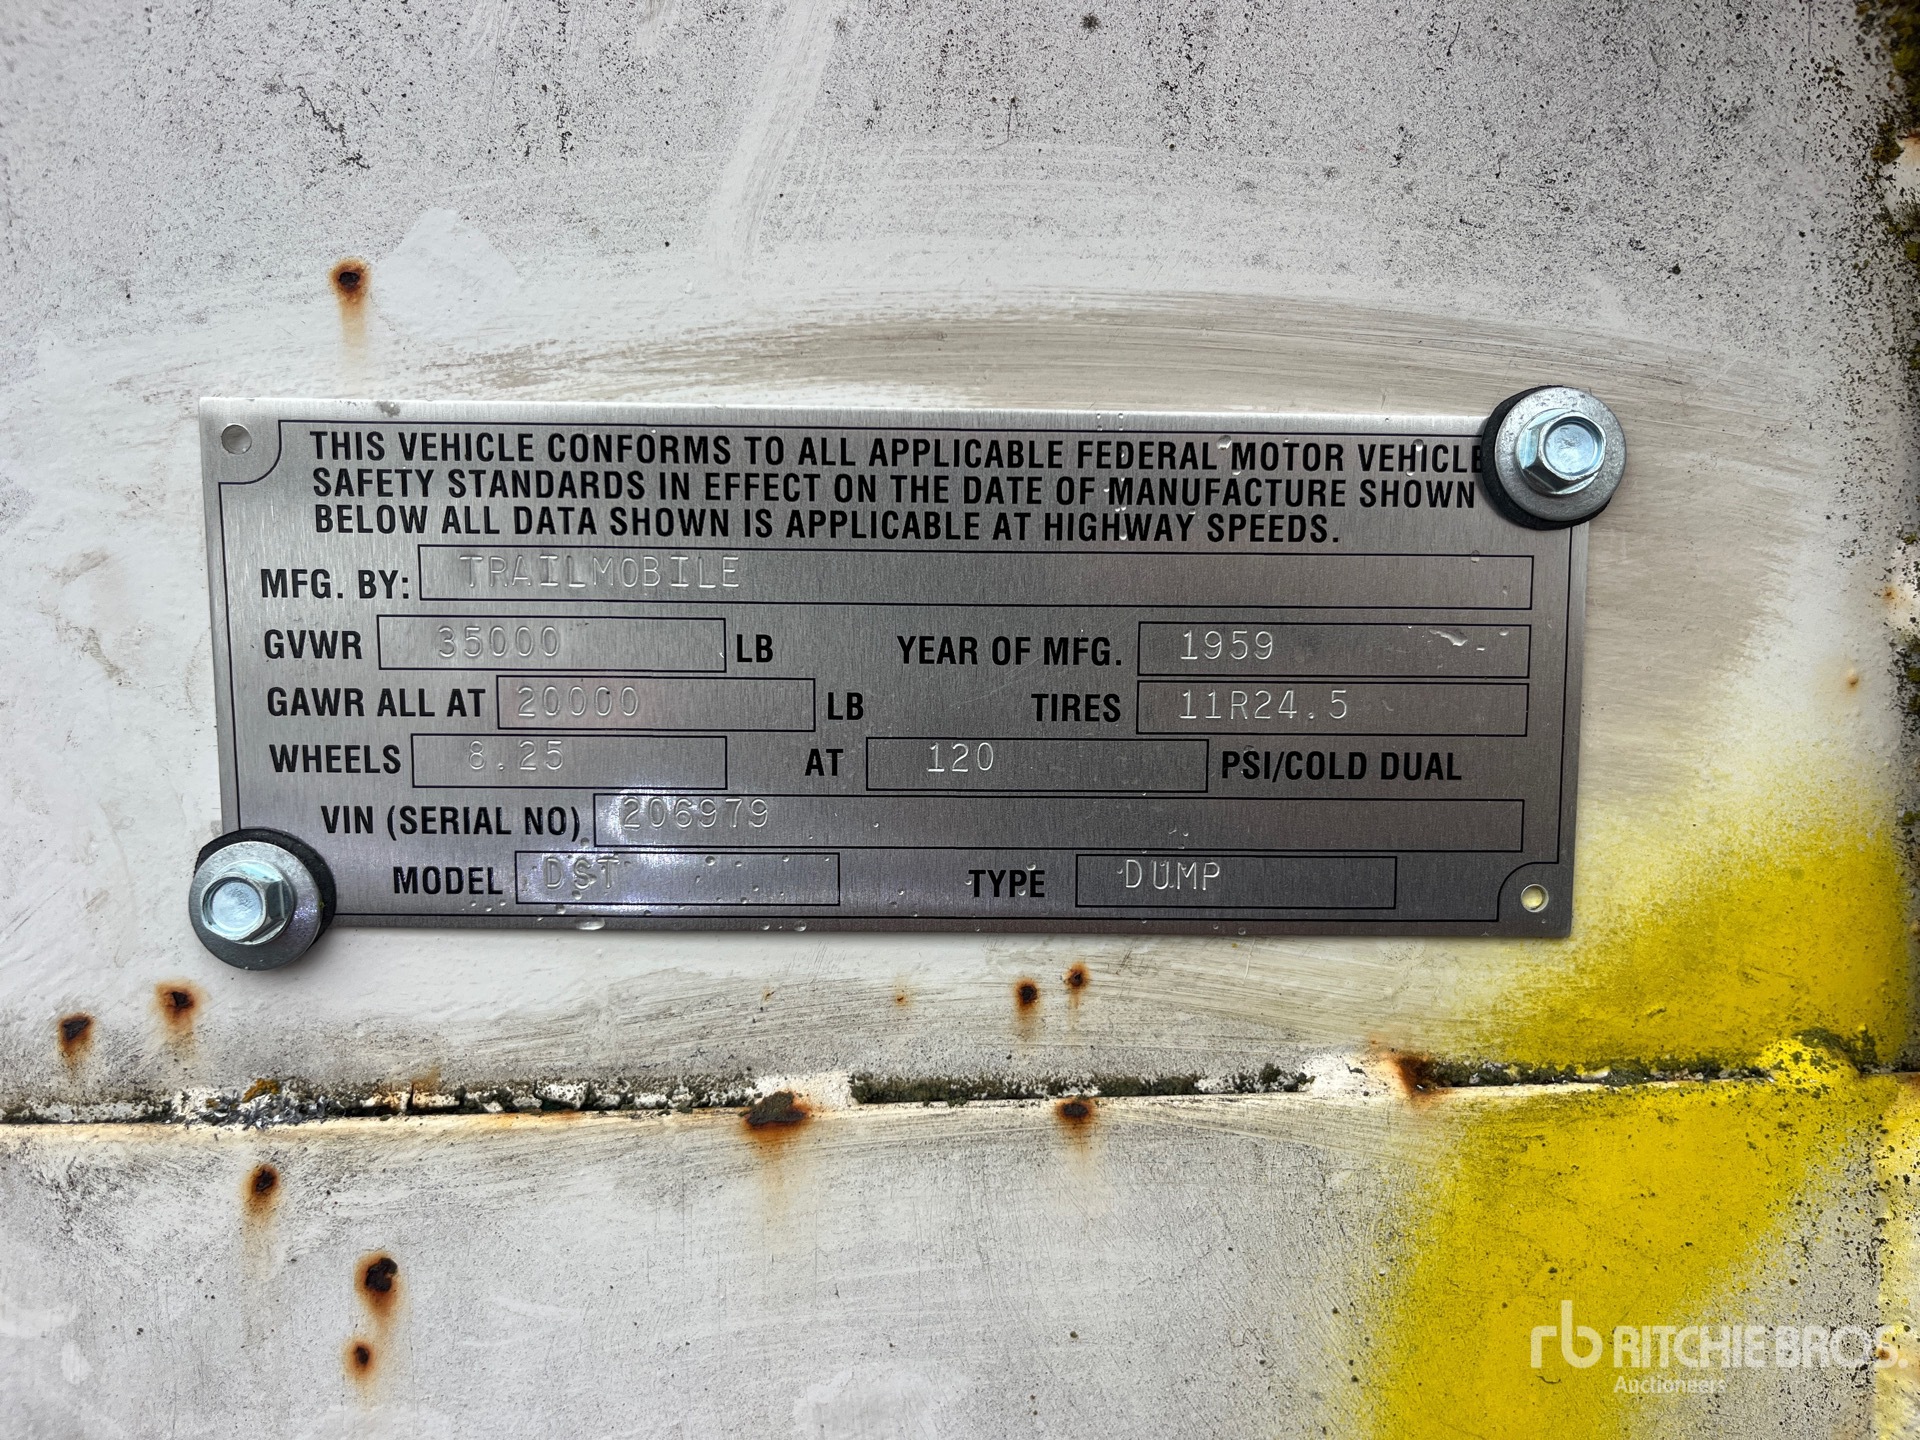 THIS VEHICLE CONFORMS TO ALL APPLICABLE FEDERAL MOTOR VEHICLE
SAFETY STANDARDS IN EFFECT ON THE DATE OF MANUFACTURE SHOWN
BELOW ALL DATA SHOWN IS APPLICABLE AT HIGHWAY SPEEDS.
MFG. BY: TRAILMOBILE
GVWR 35000 LB YEAR OF MFG. 1959
GAWR ALL AT 20000 LB TIRES 11R24.5
WHEELS 8.25 AT 120 PSI/COLD DUAL
VIN (SERIAL NO) 206979
MODEL DST TYPE DUMP
rb RITCHIE BROS.
Auctioneers